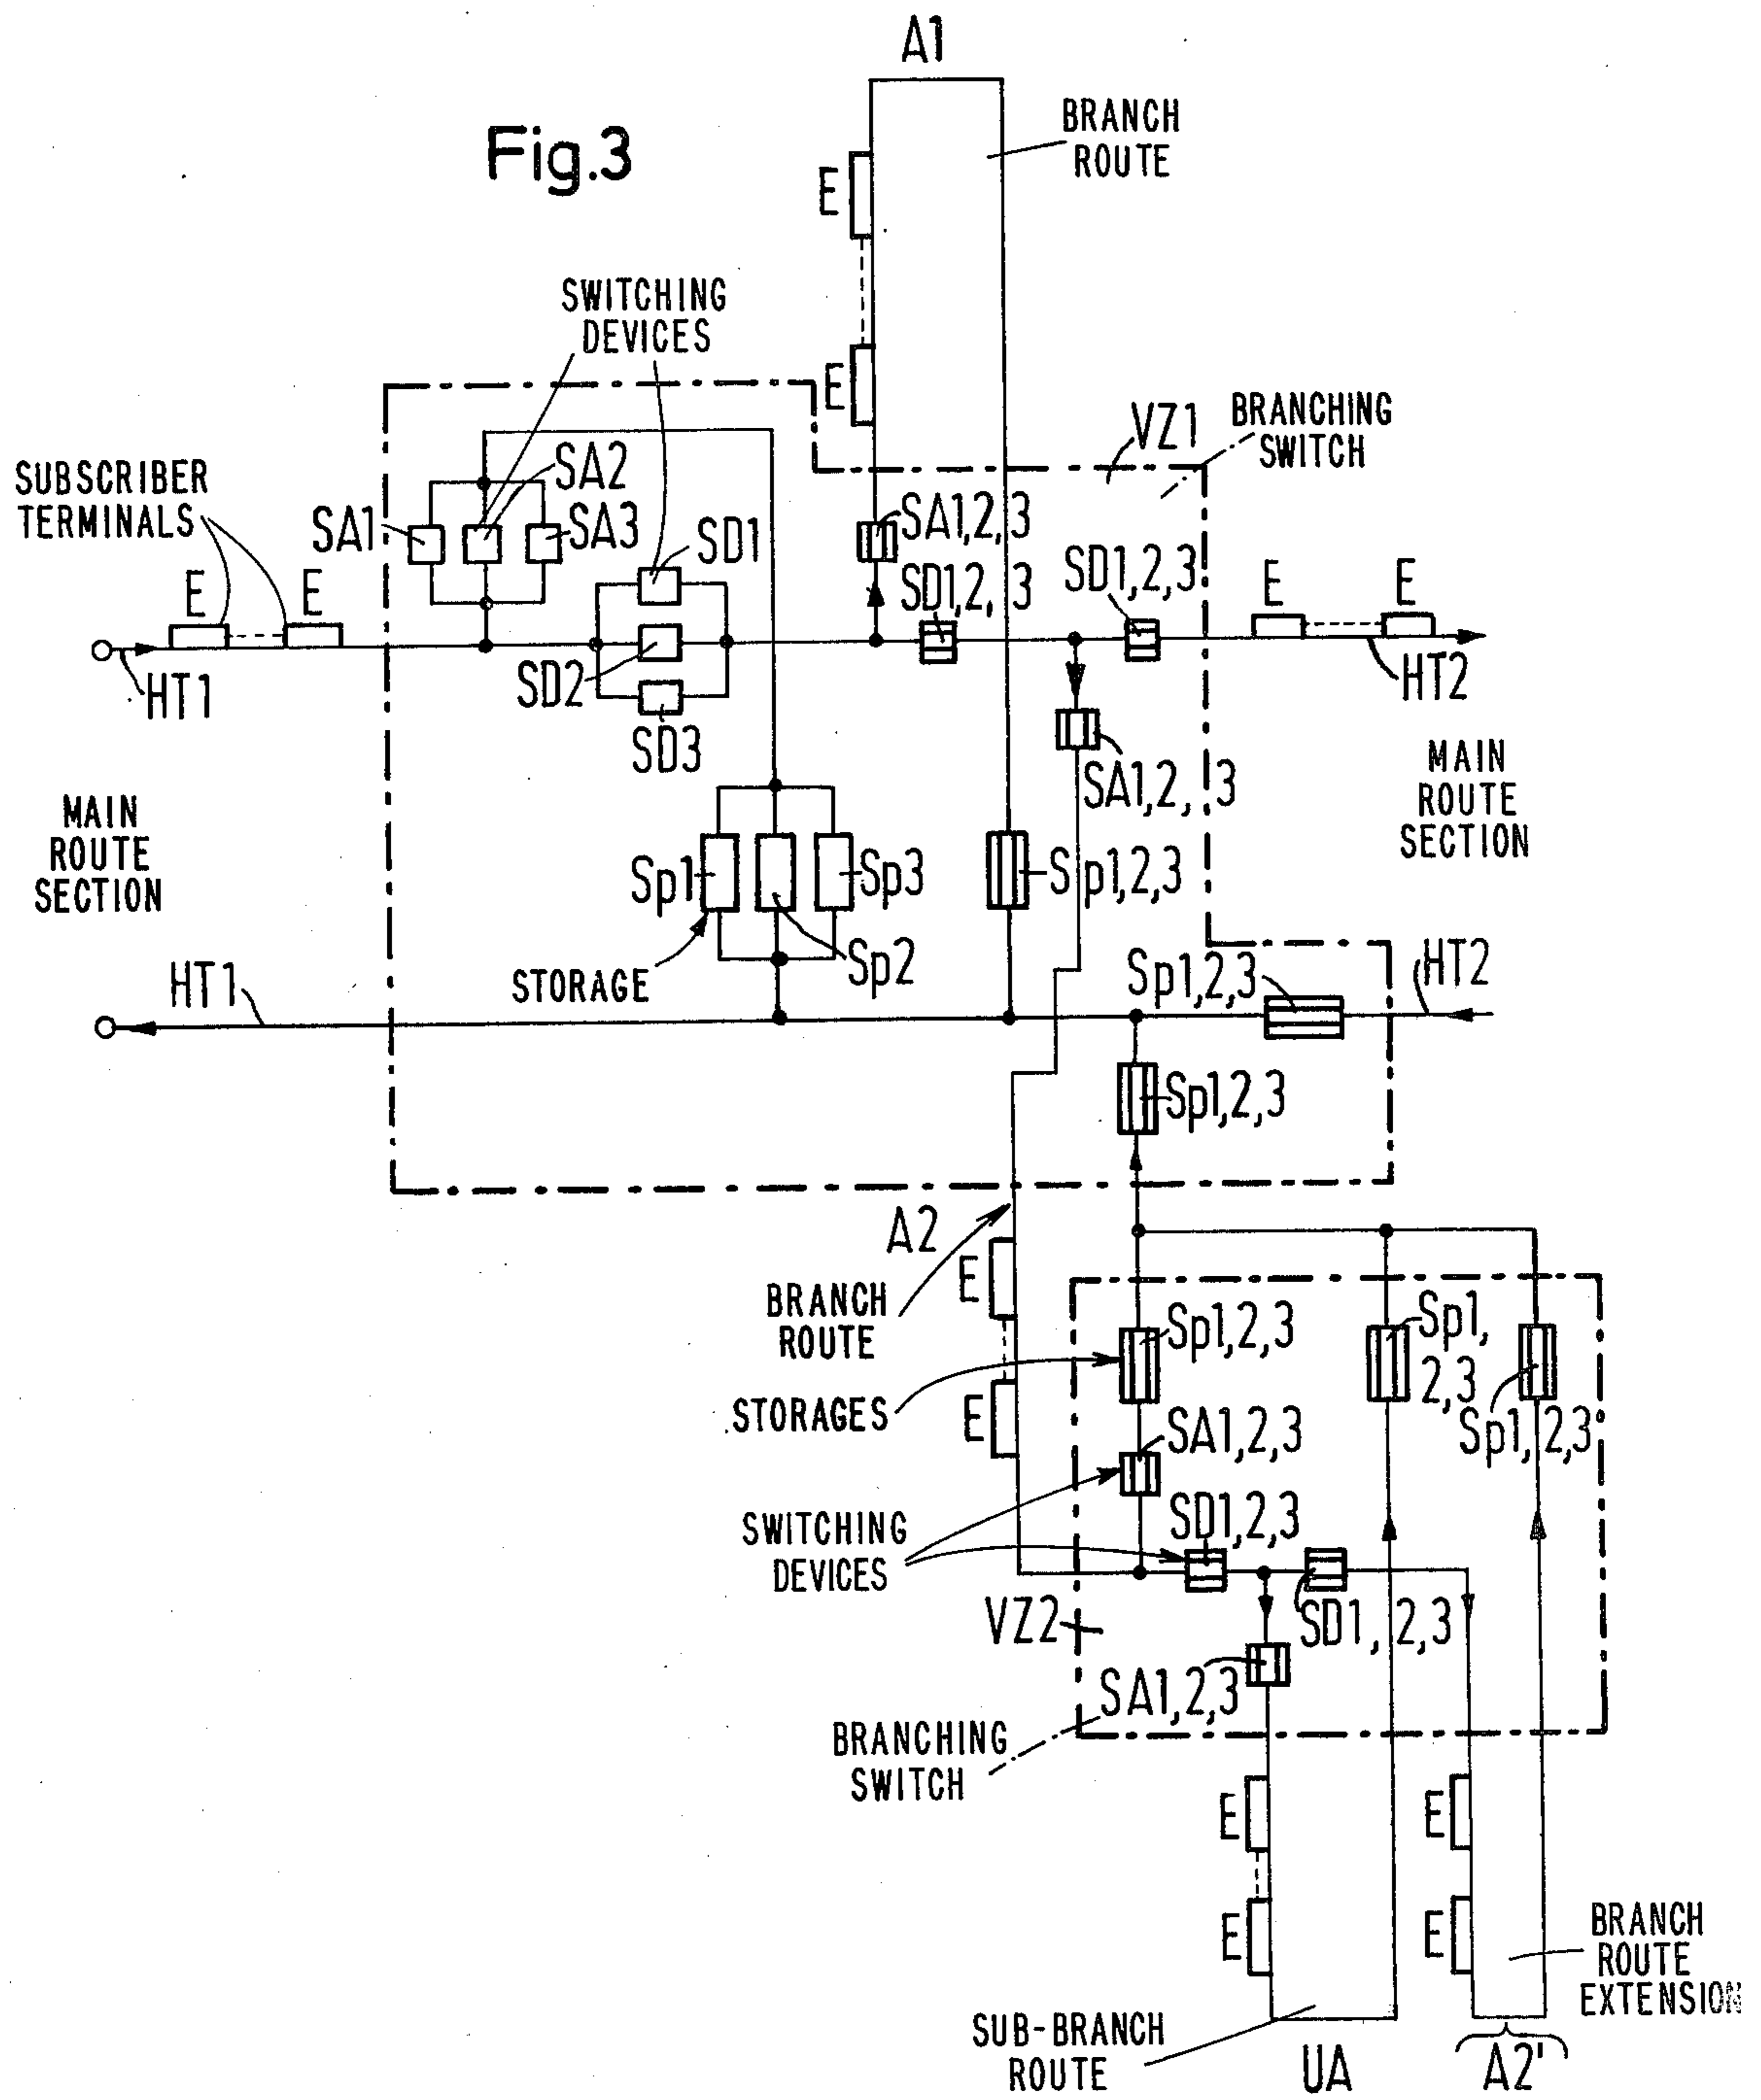 A1
Fig.3
BRANCH
ROUTE
E
SWITCHING
DEVICES
E
VZ1
BRANCHING
SWITCH
SUBSCRIBER
TERMINALS
SA1
SA2
SA3
SD1
SA1,2,3
SD1,2,3
SD1,2,3
E
E
E
E
HT1
SD2
SD3
HT2
SA1,2,3
MAIN
ROUTE
SECTION
MAIN
ROUTE
SECTION
Sp1
Sp3
Sp1,2,3
Sp2
STORAGE
HT1
Sp1,2,3
HT2
Sp1,2,3
A2
E
BRANCH
ROUTE
Sp1,2,3
Sp1,
2,3
STORAGES
E
SA1,2,3
Sp1,2,3
SWITCHING
DEVICES
SD1,2,3
VZ2
SD1,2,3
SA1,2,3
BRANCHING
SWITCH
E
E
E
E
BRANCH
ROUTE
EXTENSION
SUB-BRANCH
ROUTE
UA
A2'